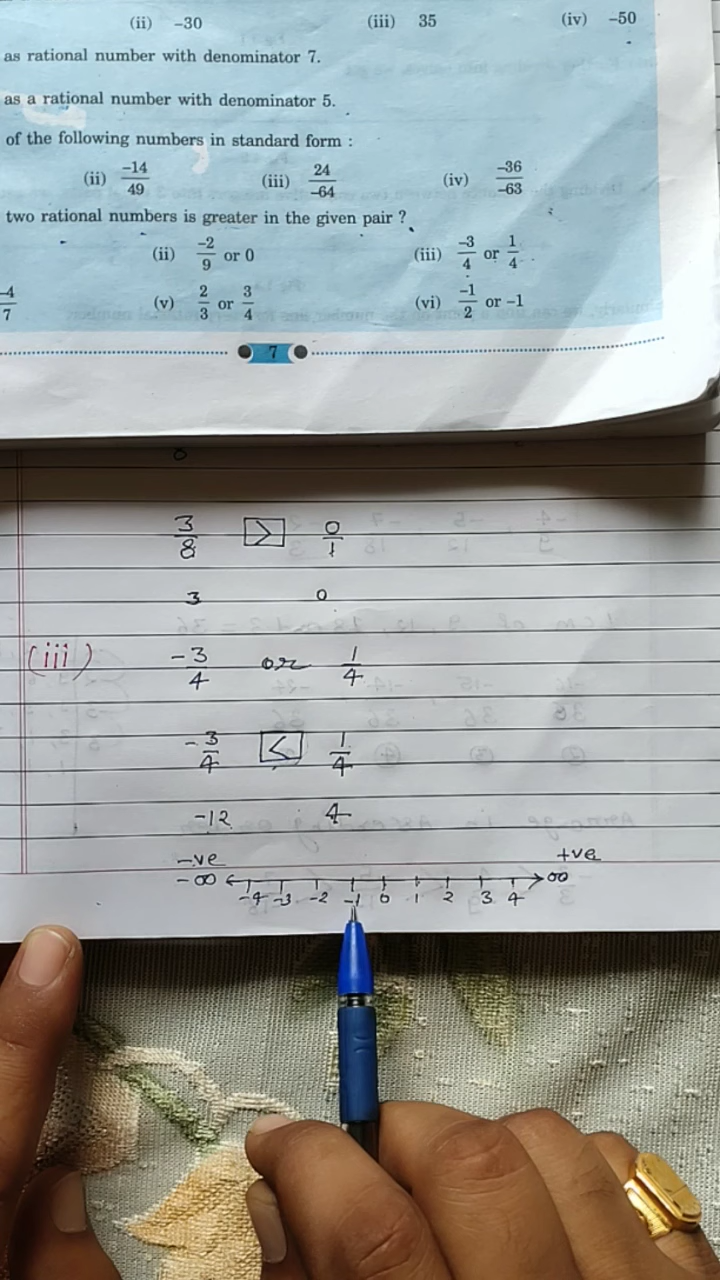 (ii) -30 (iii) 35 (iv) -50
as rational number with denominator 7.
as a rational number with denominator 5.
of the following numbers in standard form :
(ii) -14/49 (iii) 24/-64 (iv) -36/-63
two rational numbers is greater in the given pair ?
(ii) -2/9 or 0 (iii) -3/4 or 1/4
-4/7 (v) 2/3 or 3/4 (vi) -1/2 or -1
7
3/8 > 0/1
3 0
(iii) -3/4 or 1/4
-3/4 < 1/4
-12 4
-ve +ve
-∞ ∞
-4 -3 -2 -1 0 1 2 3 4